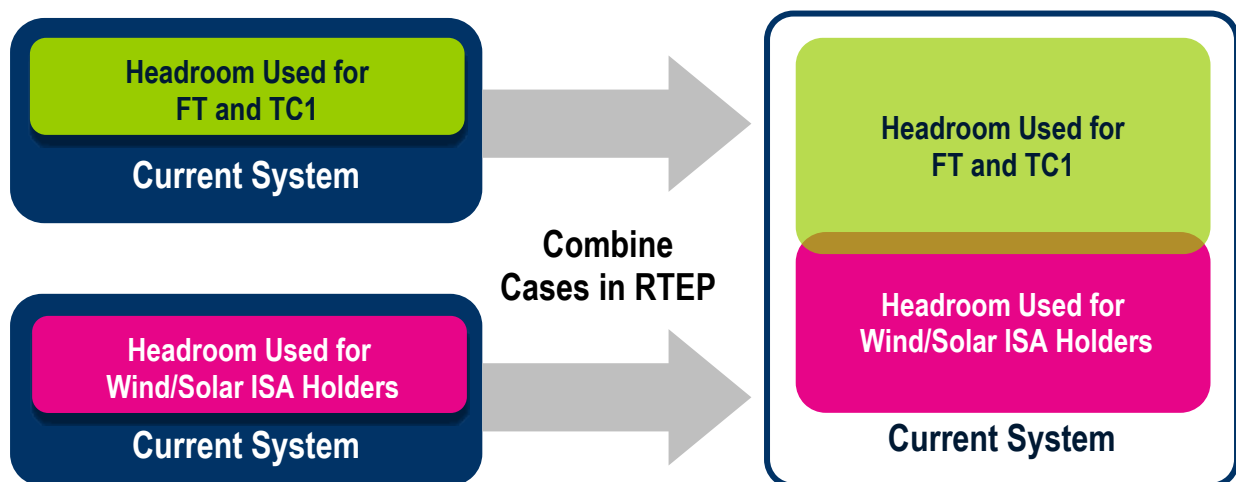 Headroom Used for
FT and TC1
Current System
Headroom Used for
Wind/Solar ISA Holders
Current System
Combine
Cases in RTEP
Headroom Used for
FT and TC1
Headroom Used for
Wind/Solar ISA Holders
Current System